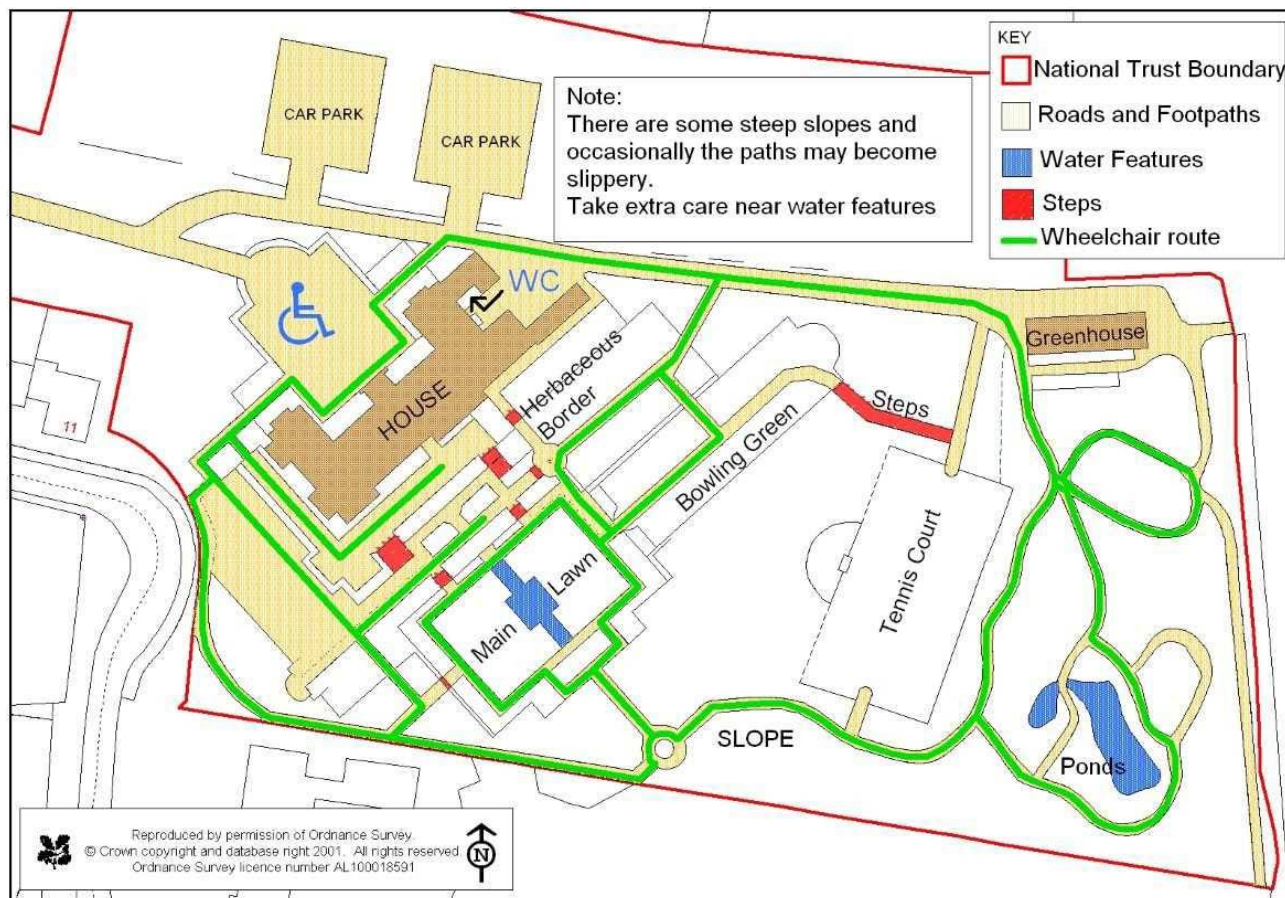 CAR PARK
CAR PARK
Note:
There are some steep slopes and
occasionally the paths may become
slippery.
Take extra care near water features
KEY
National Trust Boundary
Roads and Footpaths
Water Features
Steps
Wheelchair route
WC
HOUSE
Herbaceous
Border
Greenhouse
Steps
Bowling Green
11
Tennis Court
Main
Lawn
SLOPE
Ponds
Reproduced by permission of Ordnance Survey.
© Crown copyright and database right 2001. All rights reserved.
Ordnance Survey licence number AL100018591
N